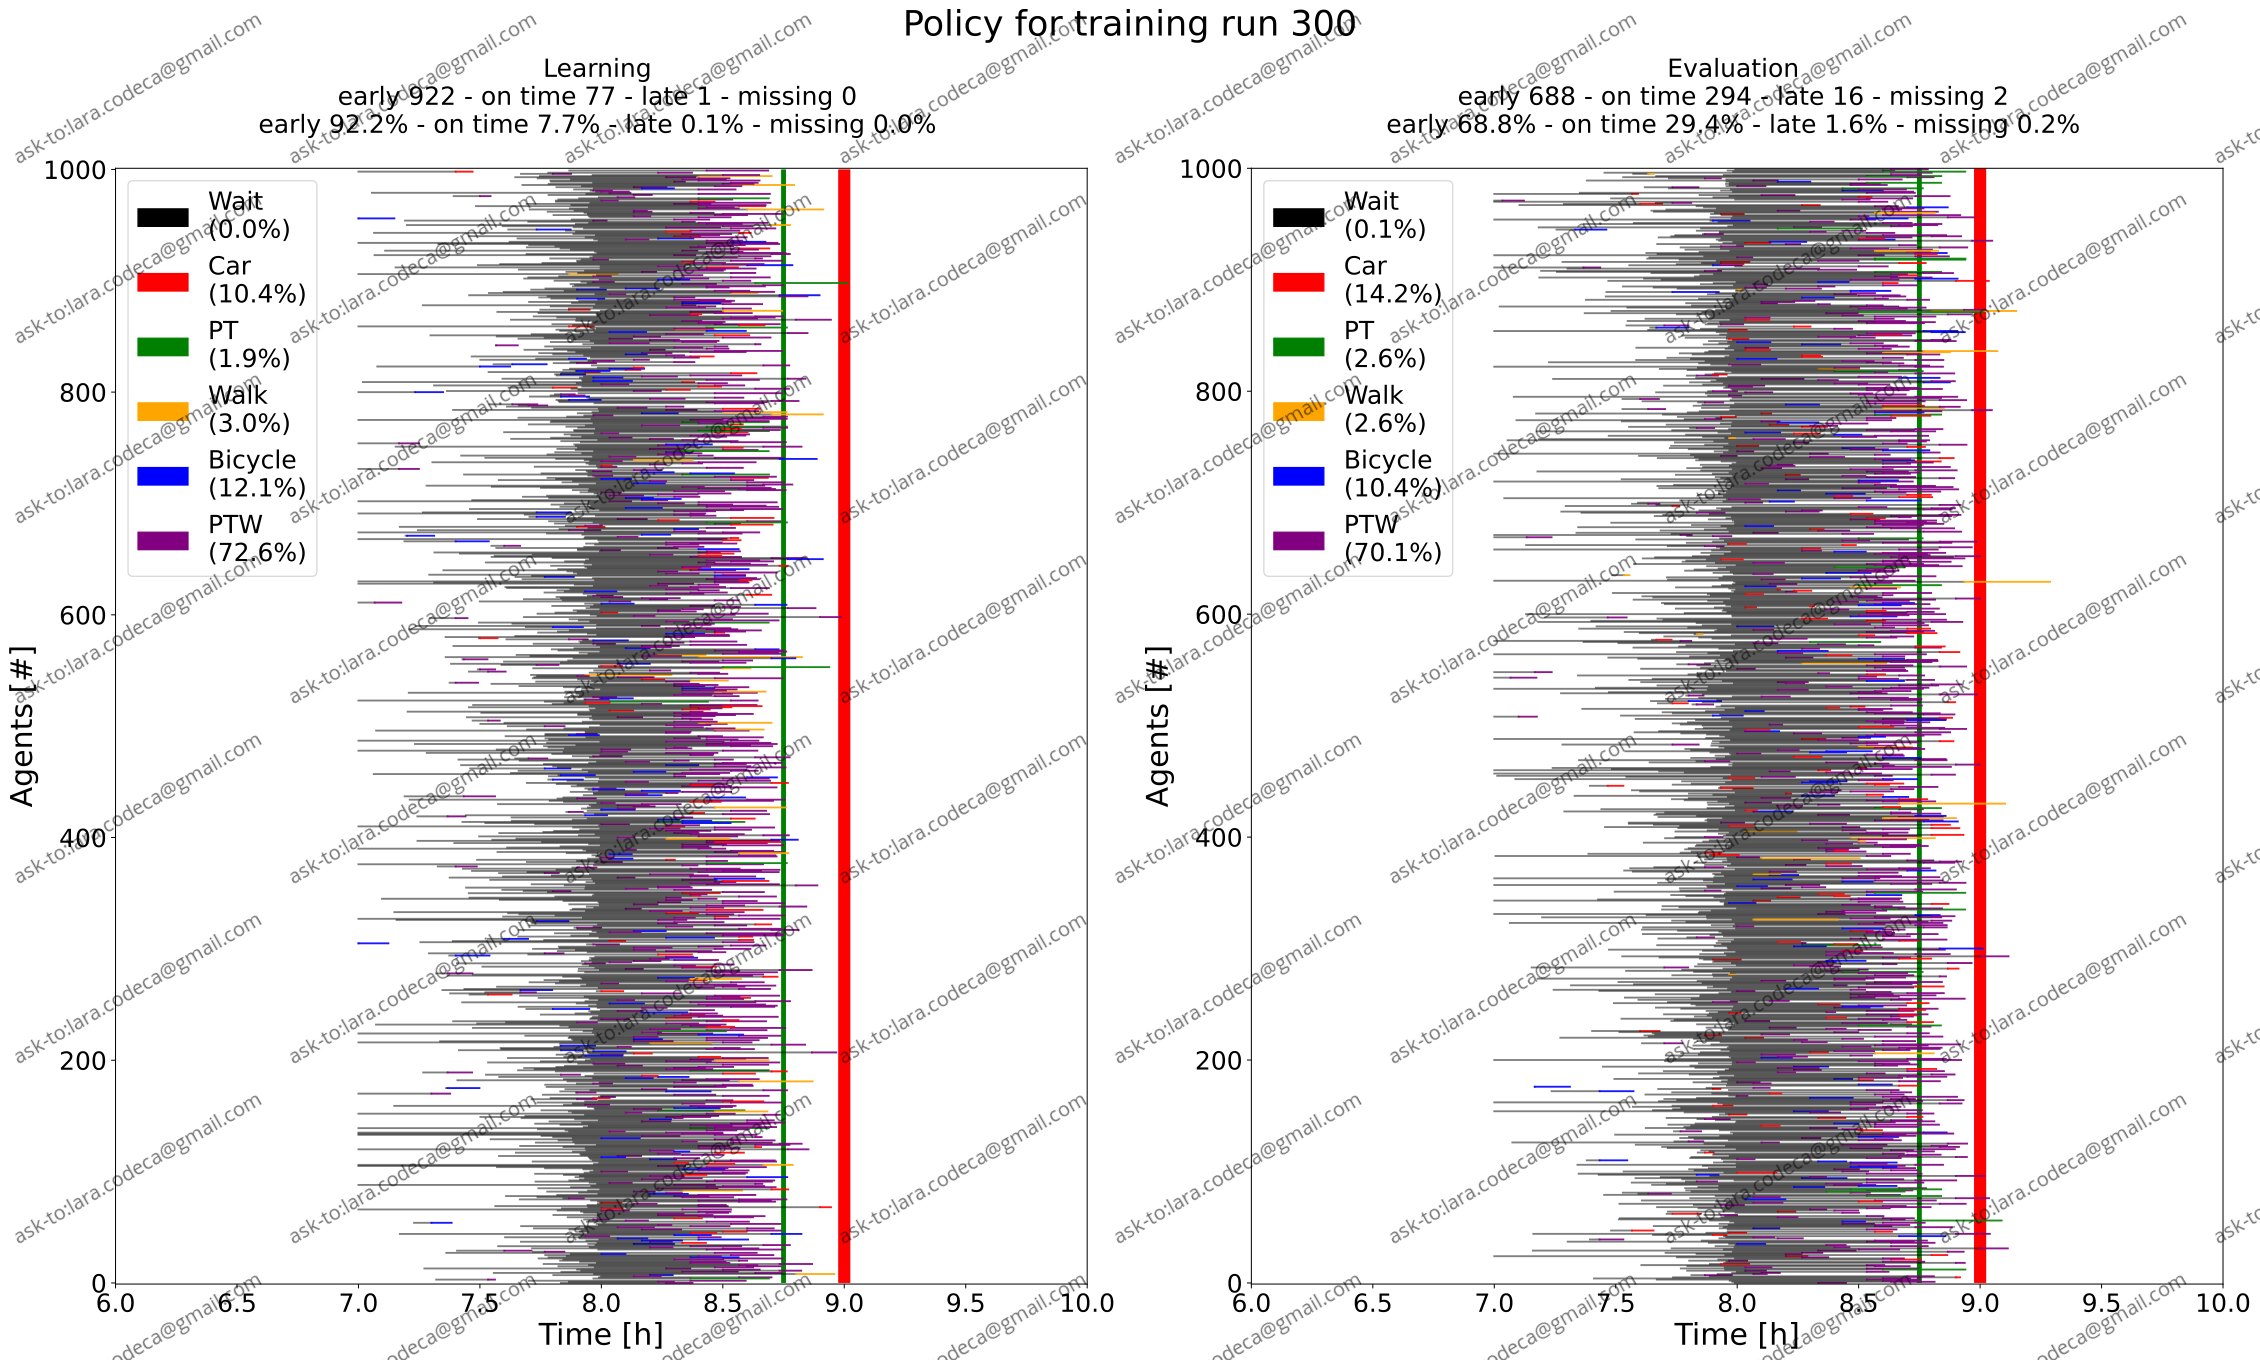 Policy for training run 300
Learning
early 922 - on time 77 - late 1 - missing 0
early 92.2% - on time 7.7% - late 0.1% - missing 0.0%
Wait
(0.0%)
Car
(10.4%)
PT
(1.9%)
Walk
(3.0%)
Bicycle
(12.1%)
PTW
(72.6%)
1000
800
600
400
200
0
Agents [#]
6.0 6.5 7.0 7.5 8.0 8.5 9.0 9.5 10.0
Time [h]
Evaluation
early 688 - on time 294 - late 16 - missing 2
early 68.8% - on time 29.4% - late 1.6% - missing 0.2%
Wait
(0.1%)
Car
(14.2%)
PT
(2.6%)
Walk
(2.6%)
Bicycle
(10.4%)
PTW
(70.1%)
1000
800
600
400
200
0
Agents [#]
6.0 6.5 7.0 7.5 8.0 8.5 9.0 9.5 10.0
Time [h]
ask-to:lara.codeca@gmail.com